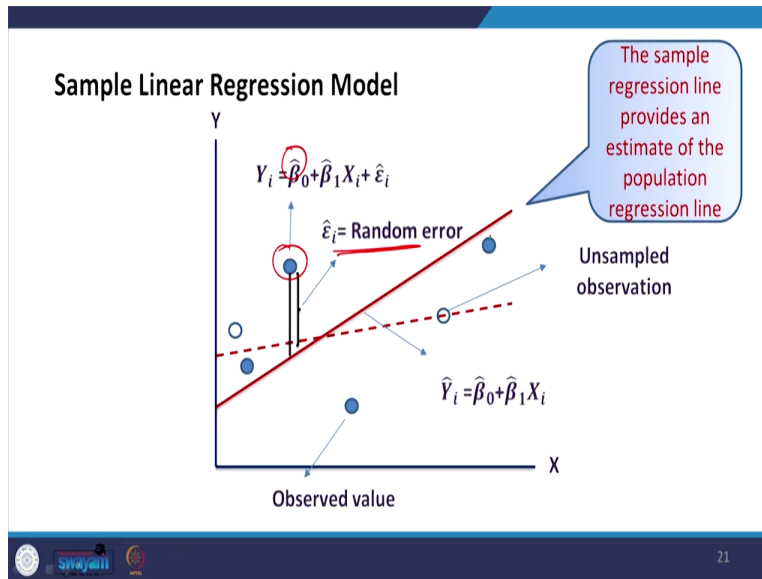 Sample Linear Regression Model
The sample
regression line
provides an
estimate of the
population
regression line
Y
Yᵢ =β̂₀+β̂₁Xᵢ+ ε̂ᵢ
ε̂ᵢ= Random error
Unsampled
observation
Ŷᵢ =β̂₀+β̂₁Xᵢ
X
Observed value
swayam
21